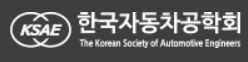 KSAE 한국자동차공학회
The Korean Society of Automotive Engineers